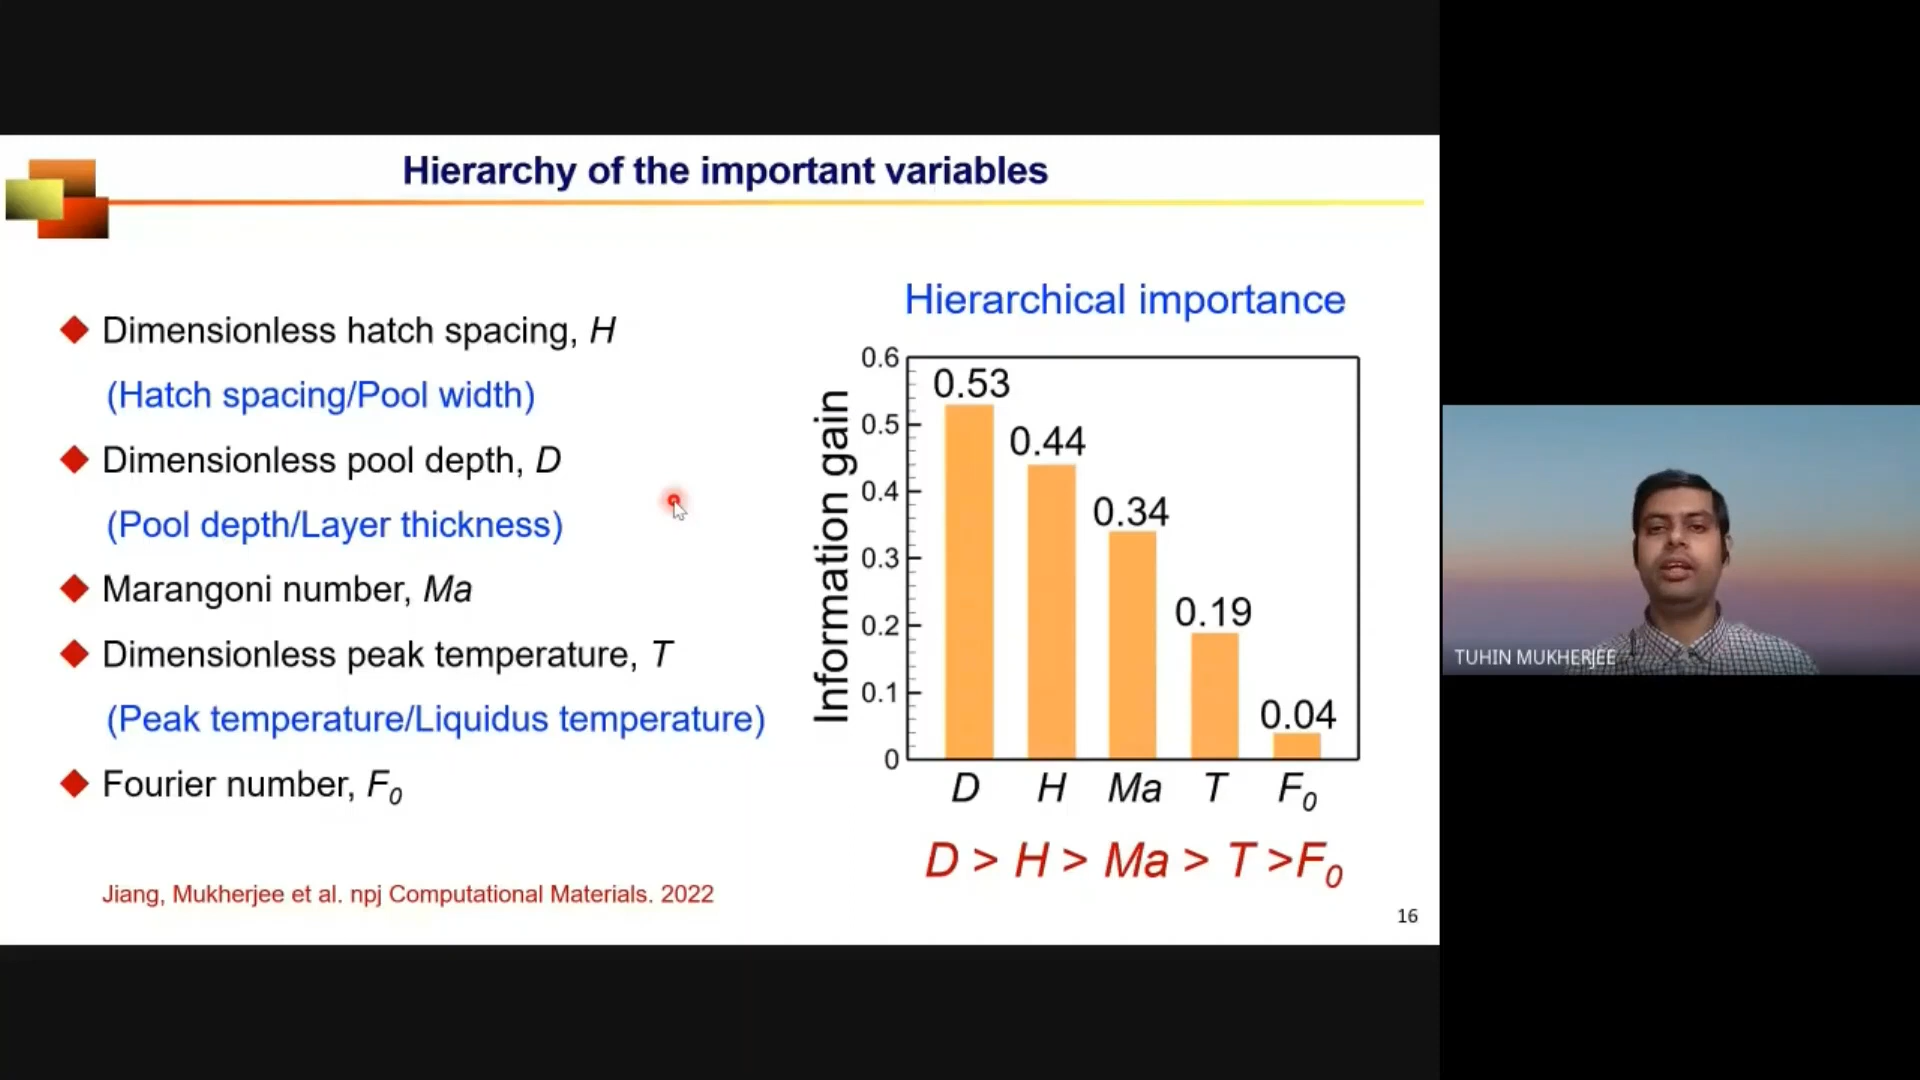 Hierarchy of the important variables
Dimensionless hatch spacing, H
(Hatch spacing/Pool width)
Dimensionless pool depth, D
(Pool depth/Layer thickness)
Marangoni number, Ma
Dimensionless peak temperature, T
(Peak temperature/Liquidus temperature)
Fourier number, F₀
Jiang, Mukherjee et al. npj Computational Materials. 2022
Hierarchical importance
Information gain
0.6
0.5
0.4
0.3
0.2
0.1
0
0.53
0.44
0.34
0.19
0.04
D H Ma T F₀
D > H > Ma > T >F₀
16
TUHIN MUKHERJEE